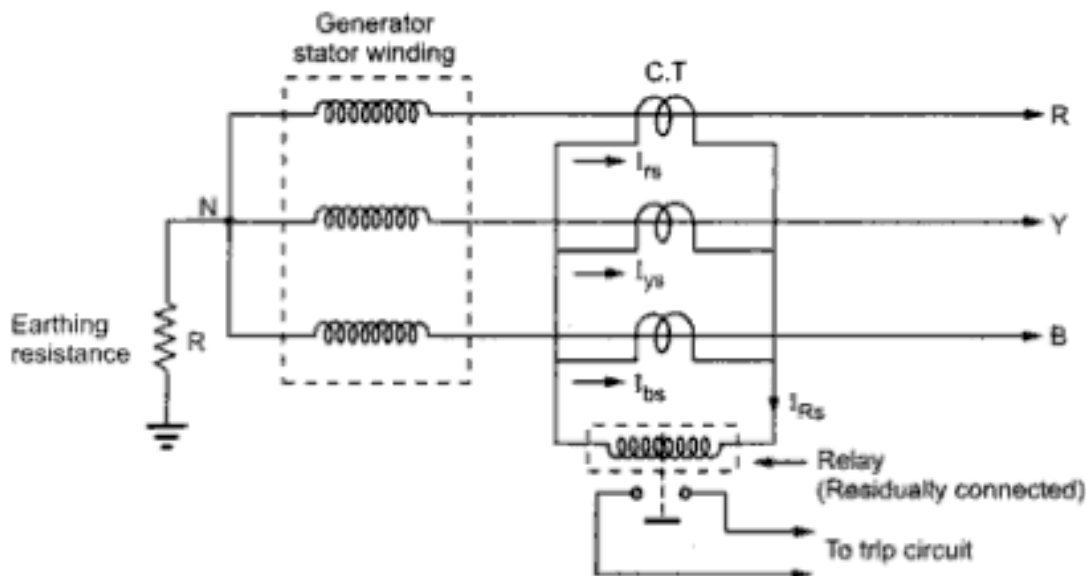 Generator
stator winding
C.T
R
I_rs
N
Y
I_ys
Earthing
resistance
R
B
I_bs
I_Rs
Relay
(Residually connected)
To trip circuit